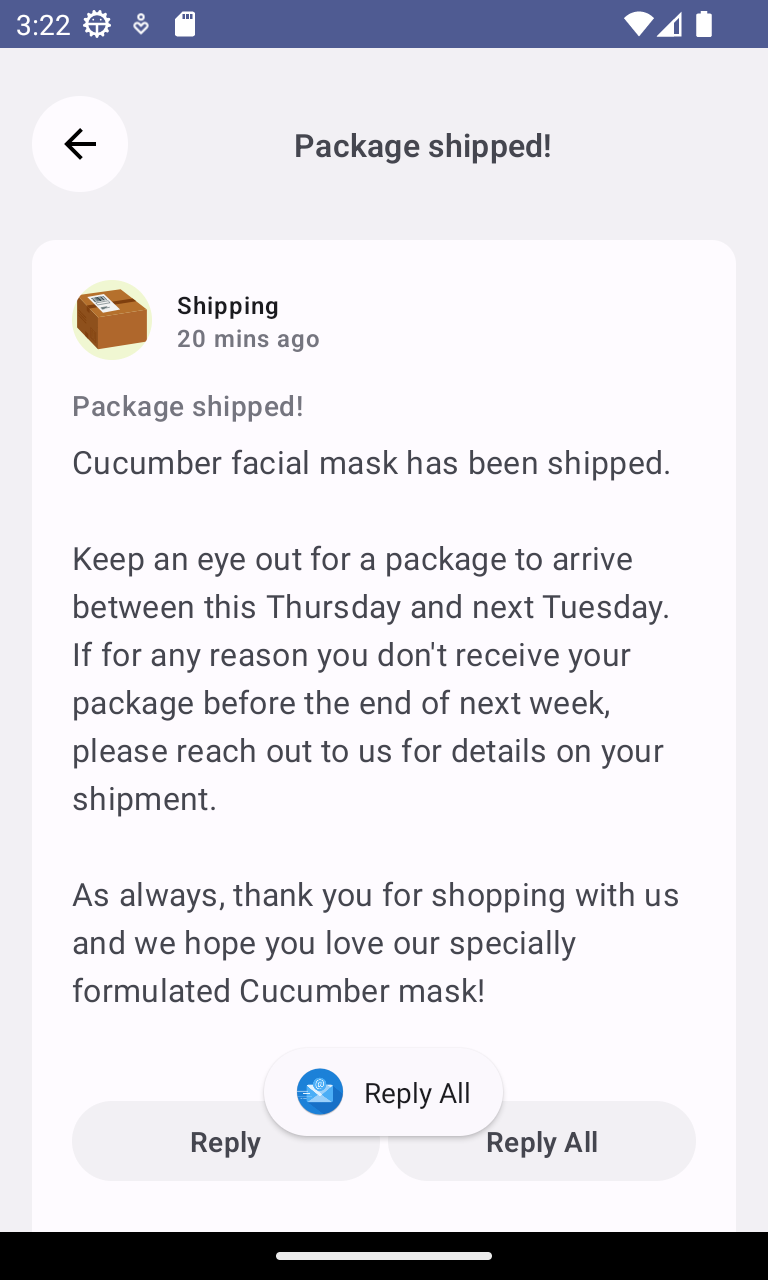 3:22
Package shipped!
Shipping
20 mins ago
Package shipped!
Cucumber facial mask has been shipped.
Keep an eye out for a package to arrive
between this Thursday and next Tuesday.
If for any reason you don't receive your
package before the end of next week,
please reach out to us for details on your
shipment.
As always, thank you for shopping with us
and we hope you love our specially
formulated Cucumber mask!
Reply All
Reply
Reply All